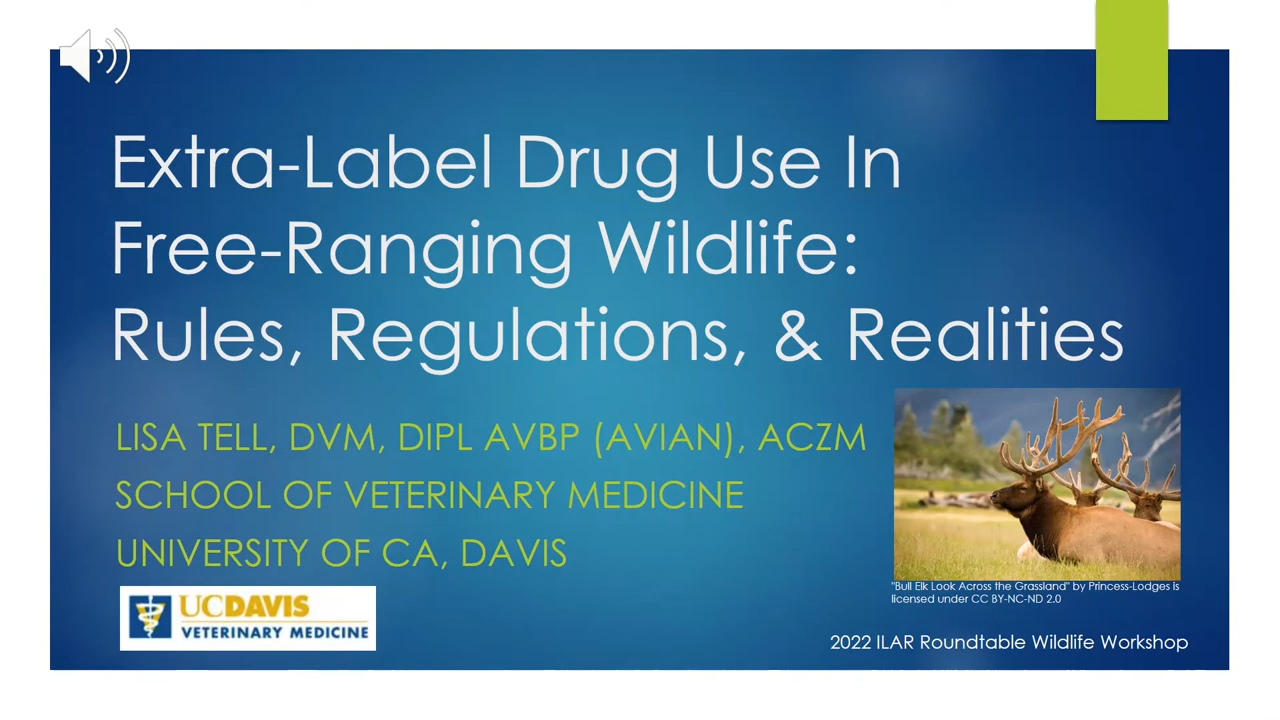 Extra-Label Drug Use In
Free-Ranging Wildlife:
Rules, Regulations, & Realities
LISA TELL, DVM, DIPL AVBP (AVIAN), ACZM
SCHOOL OF VETERINARY MEDICINE
UNIVERSITY OF CA, DAVIS
UCDAVIS
VETERINARY MEDICINE
"Bull Elk Look Across the Grassland" by Princess-Lodges is
licensed under CC BY-NC-ND 2.0
2022 ILAR Roundtable Wildlife Workshop